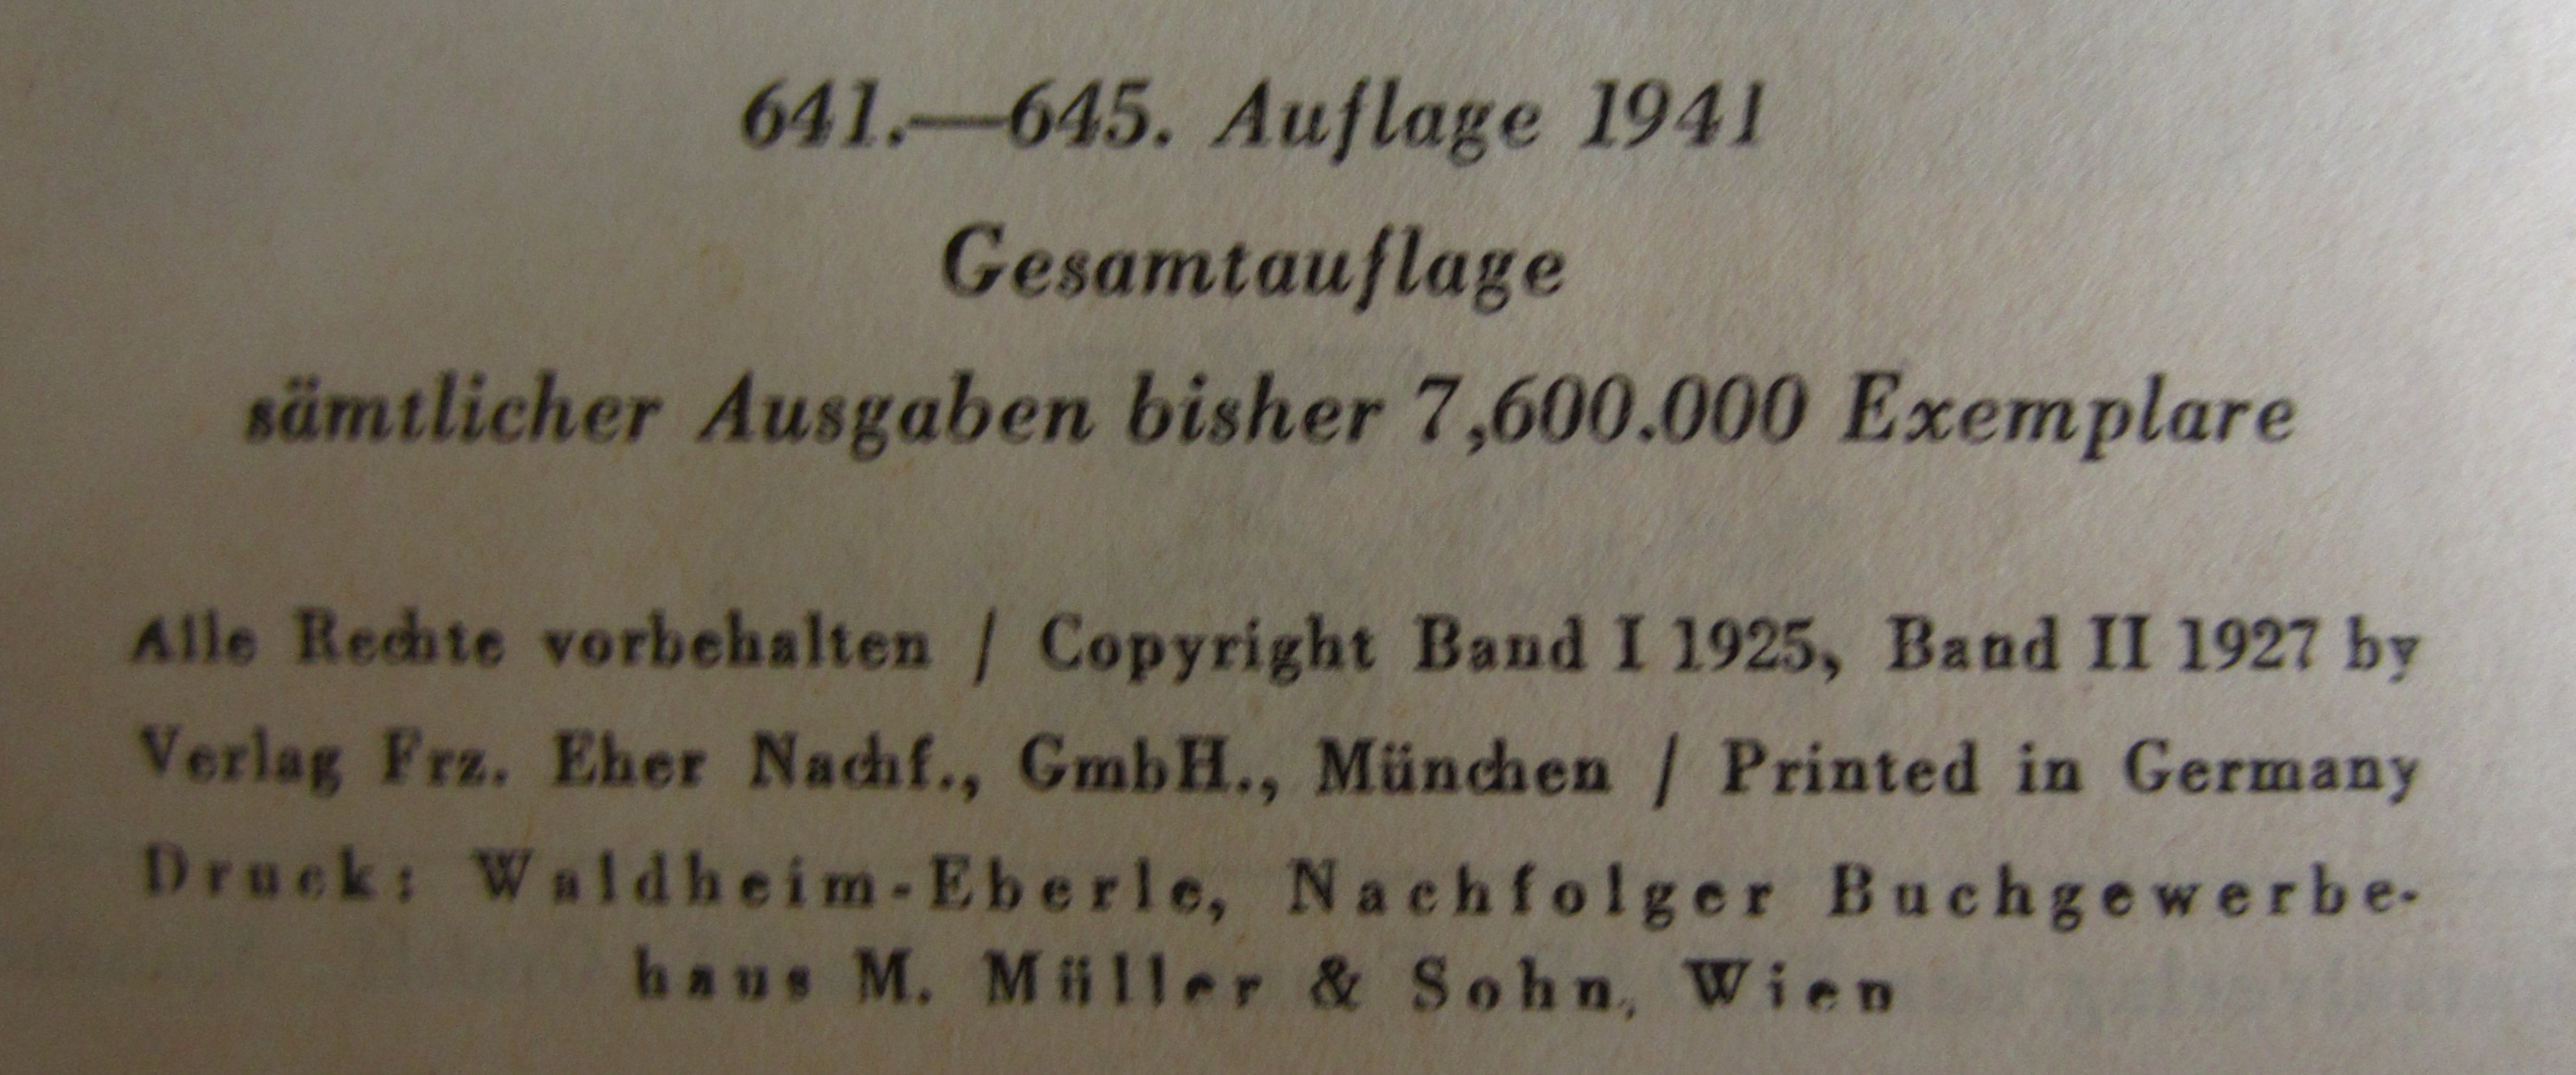 641.—645. Auflage 1941
Gesamtauflage
sämtlicher Ausgaben bisher 7,600.000 Exemplare
Alle Rechte vorbehalten / Copyright Band I 1925, Band II 1927 by
Verlag Frz. Eher Nachf., GmbH., München / Printed in Germany
Druck: Waldheim-Eberle, Nachfolger Buchgewerbe-
haus M. Müller & Sohn, Wien